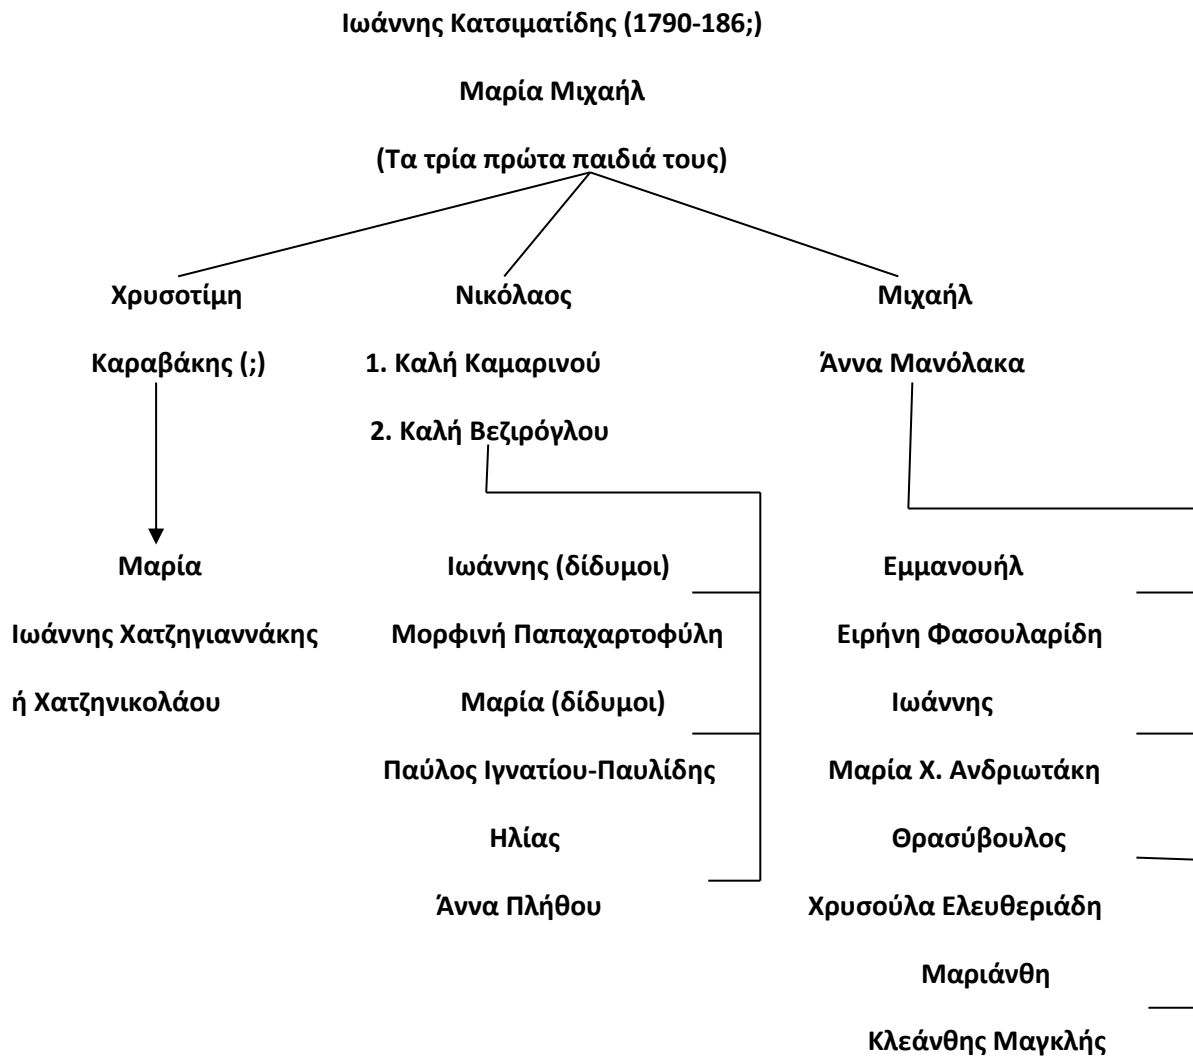 Ιωάννης Κατσιματίδης (1790-186;)
Μαρία Μιχαήλ
(Τα τρία πρώτα παιδιά τους)
Χρυσοτίμη
Καραβάκης (;)
Μαρία
Ιωάννης Χατζηγιαννάκης
ή Χατζηνικολάου
Νικόλαος
1. Καλή Καμαρινού
2. Καλή Βεζιρόγλου
Ιωάννης (δίδυμοι)
Μορφινή Παπαχαρτοφύλη
Μαρία (δίδυμοι)
Παύλος Ιγνατίου-Παυλίδης
Ηλίας
Άννα Πλήθου
Μιχαήλ
Άννα Μανόλακα
Εμμανουήλ
Ειρήνη Φασουλαρίδη
Ιωάννης
Μαρία Χ. Ανδριωτάκη
Θρασύβουλος
Χρυσούλα Ελευθεριάδη
Μαριάνθη
Κλεάνθης Μαγκλής